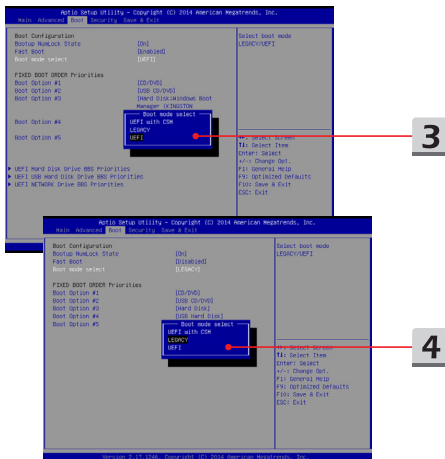 Aptio Setup Utility - Copyright (C) 2014 American Megatrends, Inc.
Main Advanced Boot Security Save & Exit
Boot Configuration
Bootup NumLock State [On]
Fast Boot [Enabled]
Boot mode select [UEFI]
FIXED BOOT ORDER Priorities
Boot Option #1 [CD/DVD]
Boot Option #2 [USB CD/DVD]
Boot Option #3 [Hard Disk:Windows Boot
Manager (KINGSTON
Boot Option #4
Boot Option #5
UEFI Hard Disk Drive BBS Priorities
UEFI USB Hard Disk Drive BBS Priorities
UEFI NETWORK Drive BBS Priorities
Boot mode select
UEFI with CSM
LEGACY
UEFI
Select boot mode
LEGACY/UEFI
Select Screen
↑↓: Select Item
Enter: Select
+/-: Change Opt.
F1: General Help
F9: Optimized Defaults
F10: Save & Exit
ESC: Exit
3
Aptio Setup Utility - Copyright (C) 2014 American Megatrends, Inc.
Main Advanced Boot Security Save & Exit
Boot Configuration
Bootup NumLock State [On]
Fast Boot [Disabled]
Boot mode select [LEGACY]
FIXED BOOT ORDER Priorities
Boot Option #1 [CD/DVD]
Boot Option #2 [USB CD/DVD]
Boot Option #3 [Hard Disk]
Boot Option #4 [USB Hard Disk]
Boot Option #5
Boot mode select
UEFI with CSM
LEGACY
UEFI
Select boot mode
LEGACY/UEFI
Select Screen
↑↓: Select Item
Enter: Select
+/-: Change Opt.
F1: General Help
F9: Optimized Defaults
F10: Save & Exit
ESC: Exit
4
Version 2.17.1246. Copyright (C) 2014 American Megatrends, Inc.